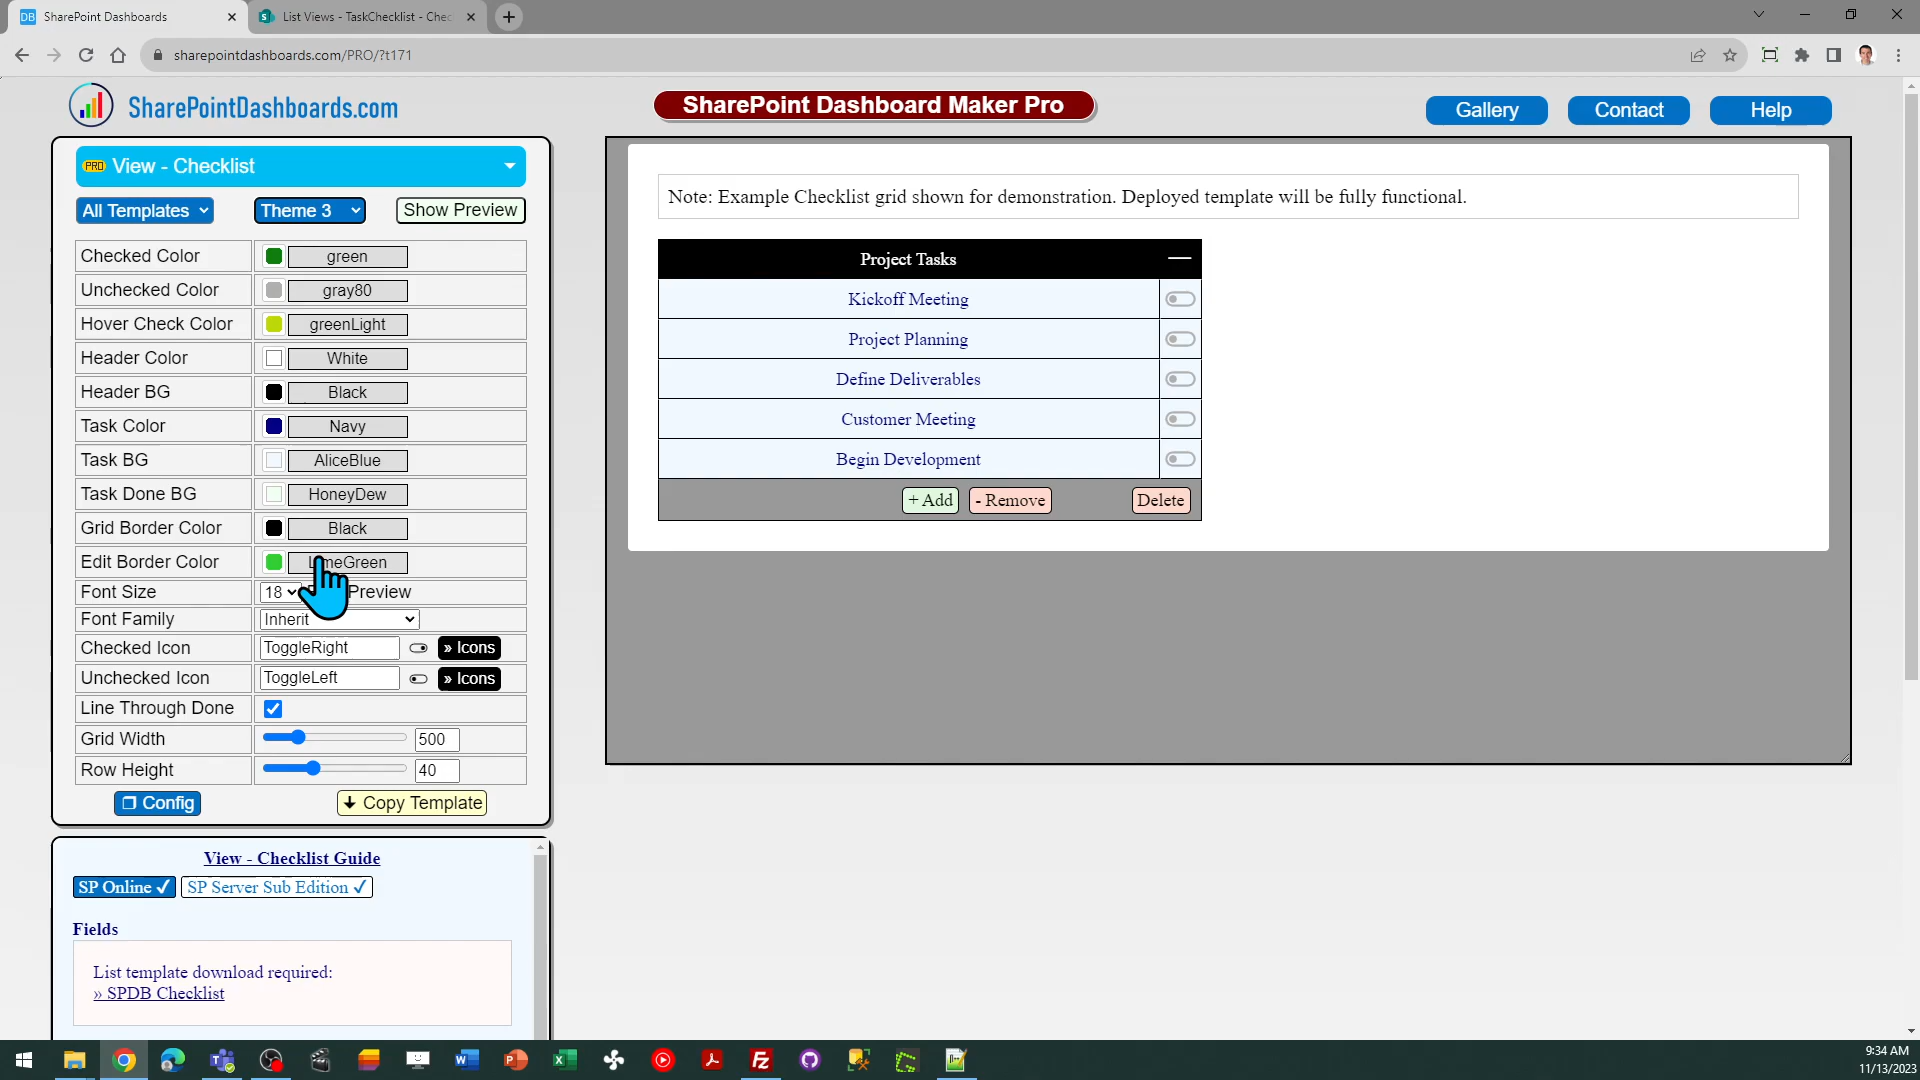 DB SharePoint Dashboards
List Views - TaskChecklist - Chec
sharepointdashboards.com/PRO/?t171
SharePointDashboards.com
SharePoint Dashboard Maker Pro
Gallery
Contact
Help
PRO View - Checklist
All Templates
Theme 3
Show Preview
Checked Color green
Unchecked Color gray80
Hover Check Color greenLight
Header Color White
Header BG Black
Task Color Navy
Task BG AliceBlue
Task Done BG HoneyDew
Grid Border Color Black
Edit Border Color LimeGreen
Font Size 18 Preview
Font Family Inherit
Checked Icon ToggleRight » Icons
Unchecked Icon ToggleLeft » Icons
Line Through Done
Grid Width 500
Row Height 40
Config
Copy Template
View - Checklist Guide
SP Online ✓ SP Server Sub Edition ✓
Fields
List template download required:
» SPDB Checklist
Note: Example Checklist grid shown for demonstration. Deployed template will be fully functional.
Project Tasks
Kickoff Meeting
Project Planning
Define Deliverables
Customer Meeting
Begin Development
+ Add - Remove Delete
9:34 AM
11/13/2023